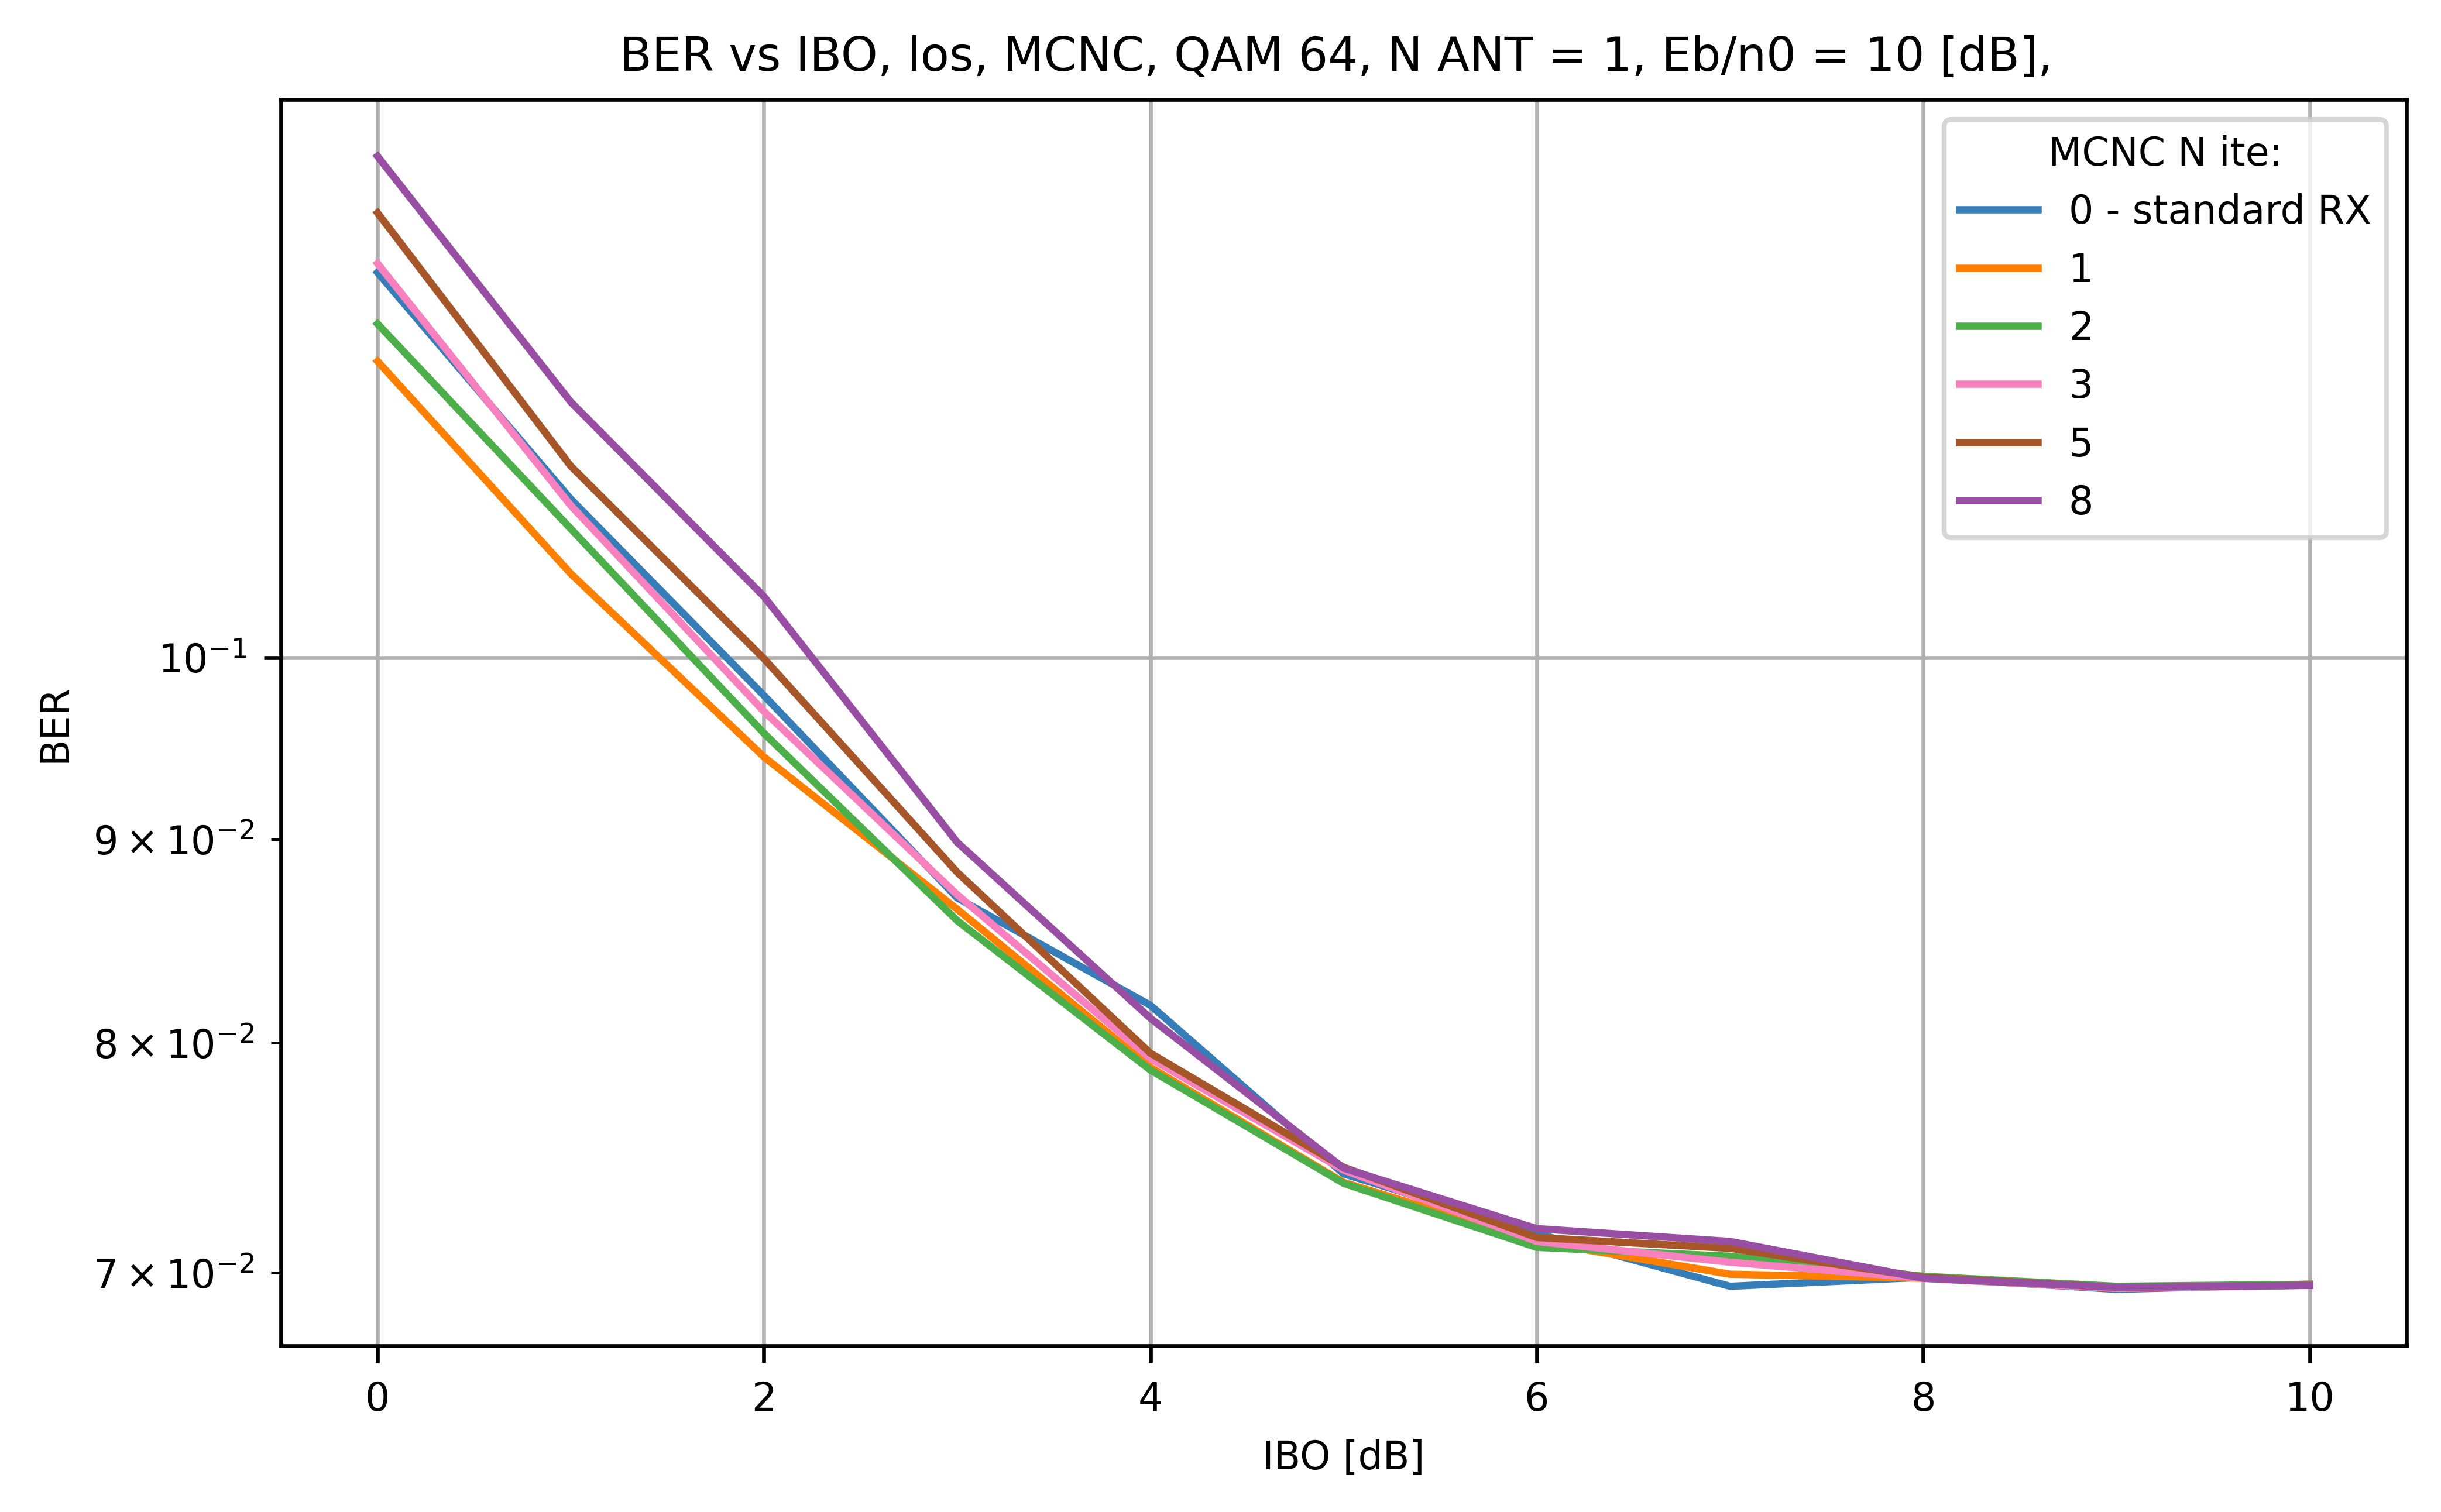 BER vs IBO, los, MCNC, QAM 64, N ANT = 1, Eb/n0 = 10 [dB],
MCNC N ite:
0 - standard RX
1
2
3
5
8
BER
10⁻¹
9×10⁻²
8×10⁻²
7×10⁻²
0 2 4 6 8 10
IBO [dB]